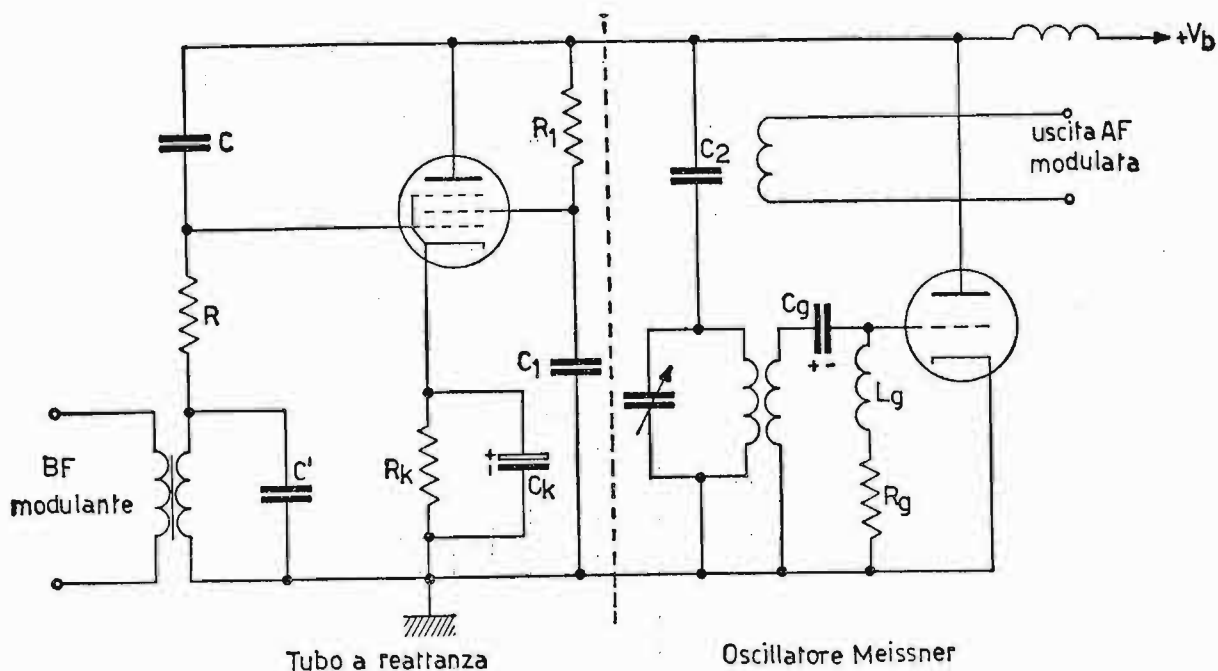 +Vb
R1
C
C2
uscita AF
modulata
Cg
+ -
R
C1
Lg
BF
modulante
C'
Rk
+
-
Ck
Rg
Tubo a reattanza
Oscillatore Meissner